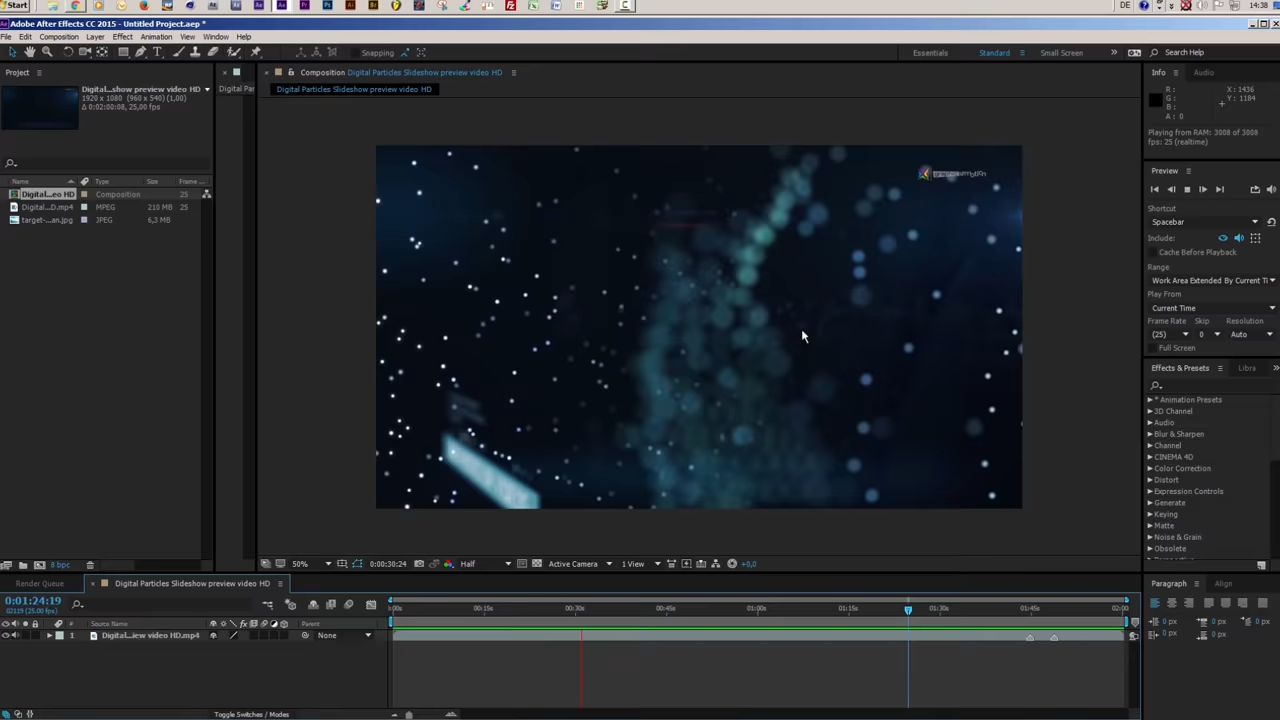 Start
DE
14:38
Adobe After Effects CC 2015 - Untitled Project.aep *
File Edit Composition Layer Effect Animation View Window Help
Snapping
Essentials
Standard
Small Screen
Search Help
Project
Digital...show preview video HD
1920 x 1080 (960 x 540) (1,00)
Δ 0:02:00:08, 25,00 fps
Name Type Size Frame ...
Digital...eo HD Composition 25
Digital...D.mp4 MPEG 210 MB 25
target-...an.jpg JPEG 6,3 MB
8 bpc
Digital Par
Composition Digital Particles Slideshow preview video HD
Digital Particles Slideshow preview video HD
50%
0:00:30:24
Half
Active Camera
1 View
+0,0
Info
Audio
R :
G :
B :
A : 0
X : 1436
Y : 1184
Playing from RAM: 3008 of 3008
fps: 25 (realtime)
Preview
Shortcut
Spacebar
Include:
Cache Before Playback
Range
Work Area Extended By Current Ti
Play From
Current Time
Frame Rate Skip Resolution
(25) 0 Auto
Full Screen
Effects & Presets
Libra
* Animation Presets
3D Channel
Audio
Blur & Sharpen
Channel
CINEMA 4D
Color Correction
Distort
Expression Controls
Generate
Keying
Matte
Noise & Grain
Obsolete
Render Queue
Digital Particles Slideshow preview video HD
0:01:24:19
02119 (25.00 fps)
# Source Name Parent
1 Digital...iew video HD.mp4 None
00s 00:15s 00:30s 00:45s 01:00s 01:15s 01:30s 01:45s 02:00
Toggle Switches / Modes
Paragraph
Align
0 px 0 px 0 px
0 px 0 px